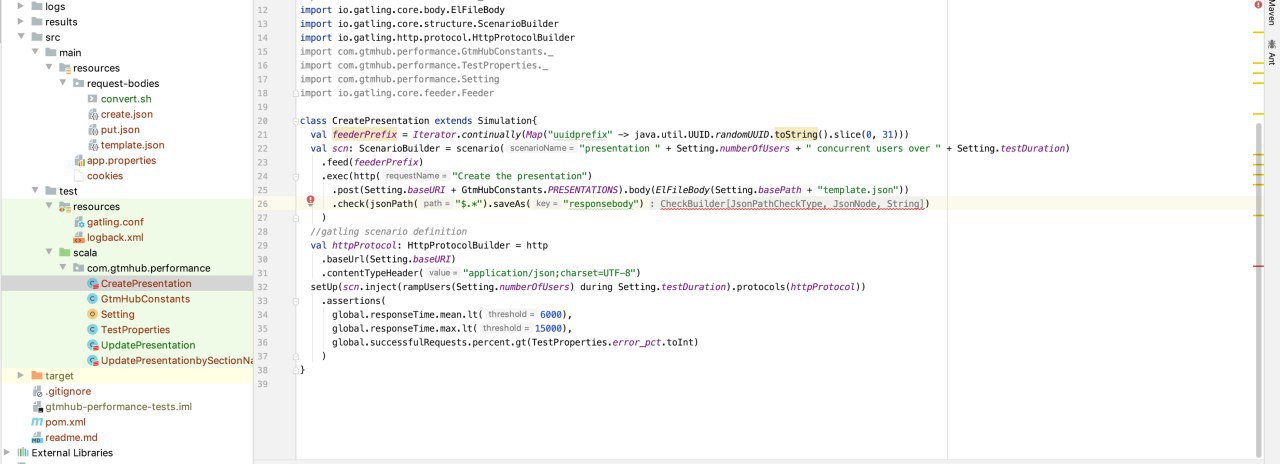 logs
results
src
main
resources
request-bodies
convert.sh
create.json
put.json
template.json
app.properties
cookies
test
resources
gatling.conf
logback.xml
scala
com.gtmhub.performance
CreatePresentation
GtmHubConstants
Setting
TestProperties
UpdatePresentation
UpdatePresentationbySectionNa
target
.gitignore
gtmhub-performance-tests.iml
pom.xml
readme.md
External Libraries
12 import io.gatling.core.body.ElFileBody
13 import io.gatling.core.structure.ScenarioBuilder
14 import io.gatling.http.protocol.HttpProtocolBuilder
15 import com.gtmhub.performance.GtmHubConstants._
16 import com.gtmhub.performance.TestProperties._
17 import com.gtmhub.performance.Setting
18 import io.gatling.core.feeder.Feeder
19
20 class CreatePresentation extends Simulation{
21 val feederPrefix = Iterator.continually(Map("uuidprefix" -> java.util.UUID.randomUUID.toString().slice(0, 31)))
22 val scn: ScenarioBuilder = scenario( scenarioName = "presentation " + Setting.numberOfUsers + " concurrent users over " + Setting.testDuration)
23 .feed(feederPrefix)
24 .exec(http( requestName = "Create the presentation")
25 .post(Setting.baseURI + GtmHubConstants.PRESENTATIONS).body(ElFileBody(Setting.basePath + "template.json"))
26 .check(jsonPath( path = "$.*").saveAs( key = "responsebody") : CheckBuilder[JsonPathCheckType, JsonNode, String])
27 )
28 //gatling scenario definition
29 val httpProtocol: HttpProtocolBuilder = http
30 .baseUrl(Setting.baseURI)
31 .contentTypeHeader( value = "application/json;charset=UTF-8")
32 setUp(scn.inject(rampUsers(Setting.numberOfUsers) during Setting.testDuration).protocols(httpProtocol))
33 .assertions(
34 global.responseTime.mean.lt( threshold = 6000),
35 global.responseTime.max.lt( threshold = 15000),
36 global.successfulRequests.percent.gt(TestProperties.error_pct.toInt)
37 )
38 }
39
Maven
Ant